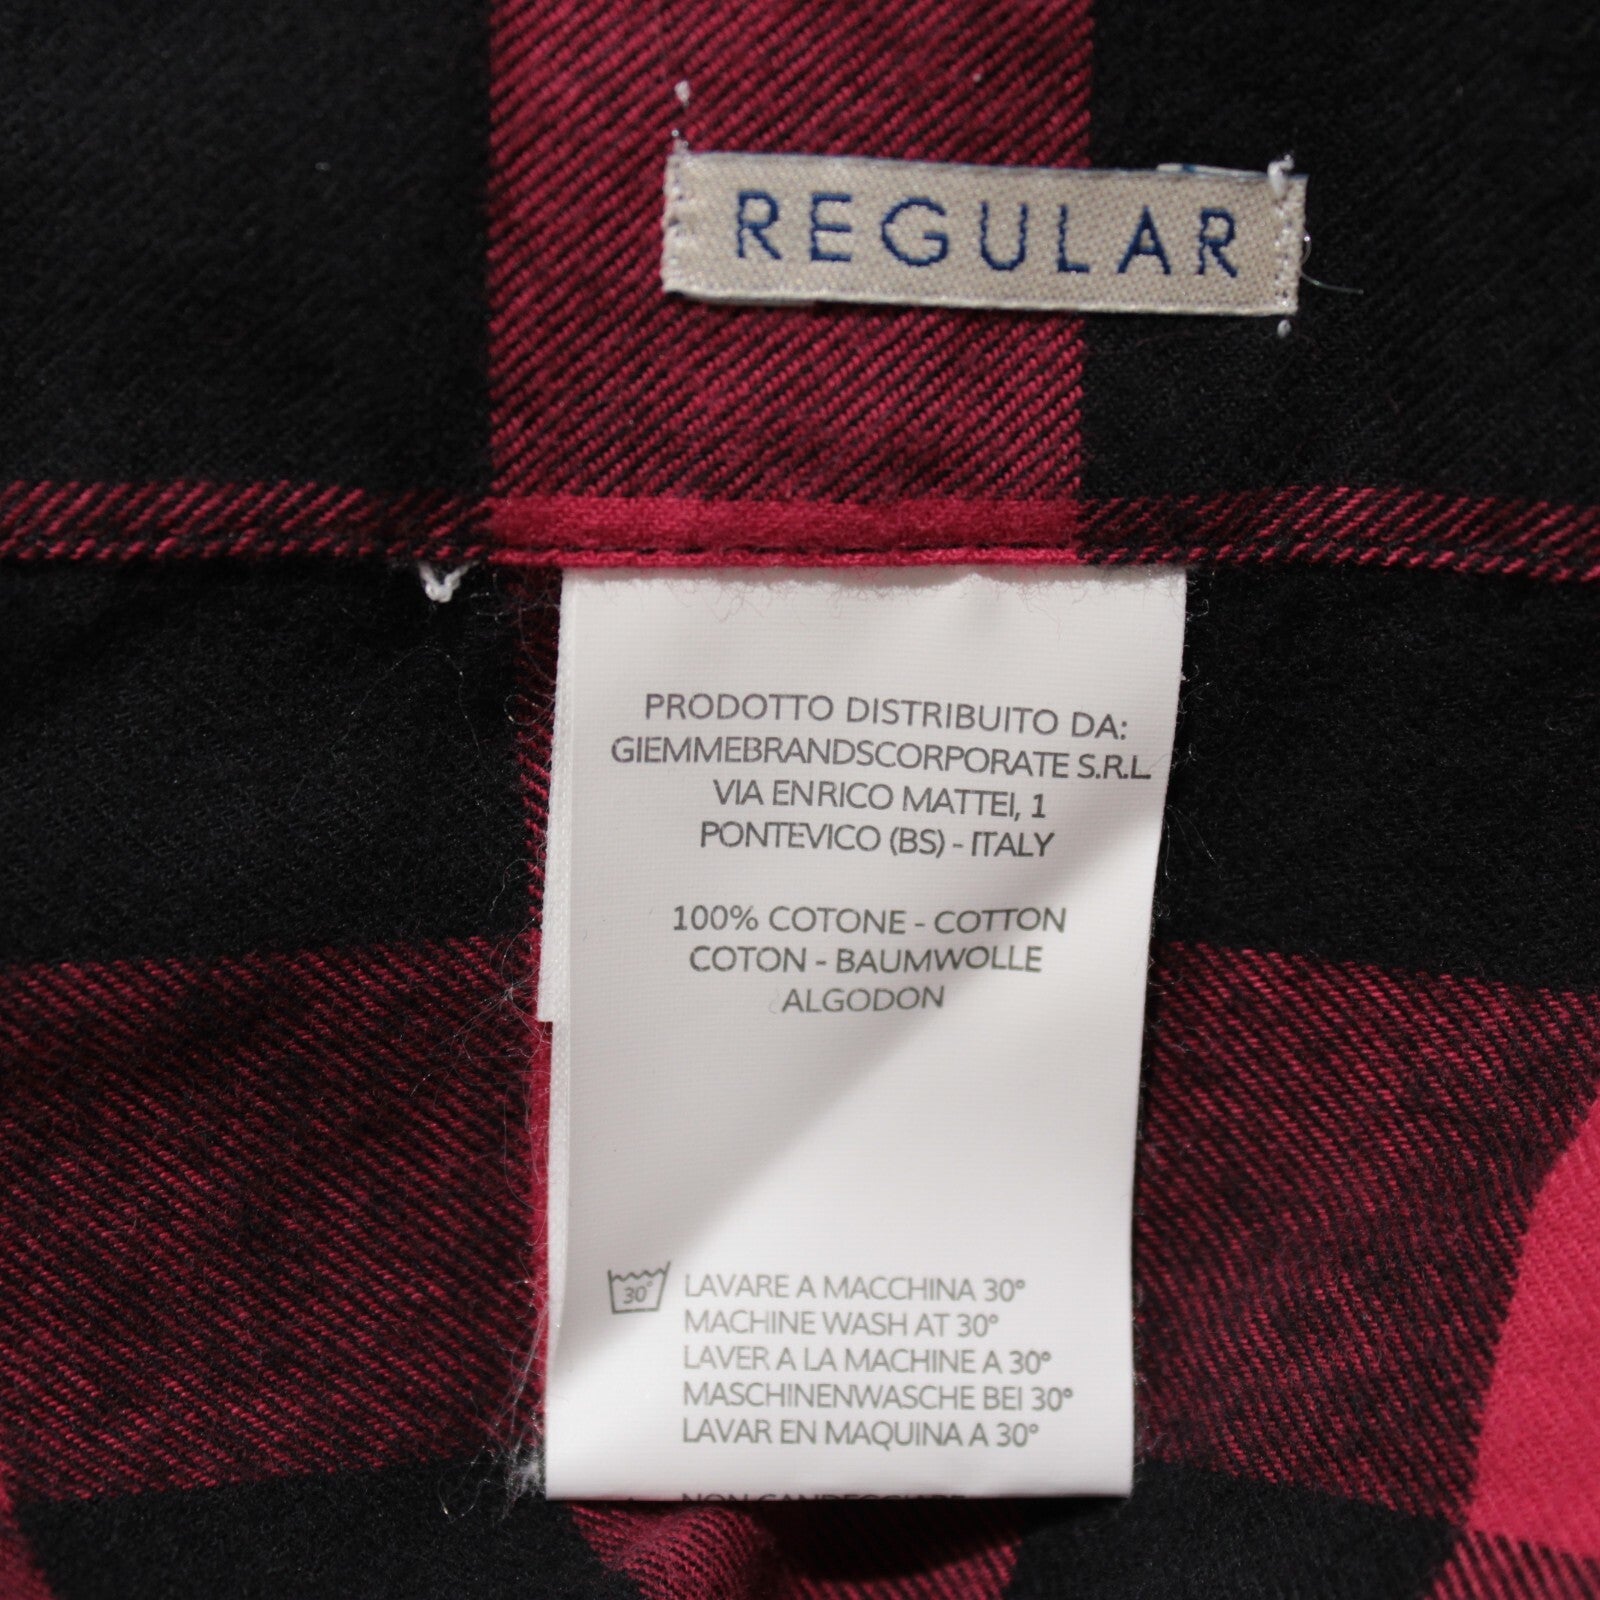 REGULAR
PRODOTTO DISTRIBUITO DA:
GIEMMEBRANDSCORPORATE S.R.L.
VIA ENRICO MATTEI, 1
PONTEVICO (BS) - ITALY
100% COTONE - COTTON
COTON - BAUMWOLLE
ALGODON
30° LAVARE A MACCHINA 30°
MACHINE WASH AT 30°
LAVER A LA MACHINE A 30°
MASCHINENWASCHE BEI 30°
LAVAR EN MAQUINA A 30°